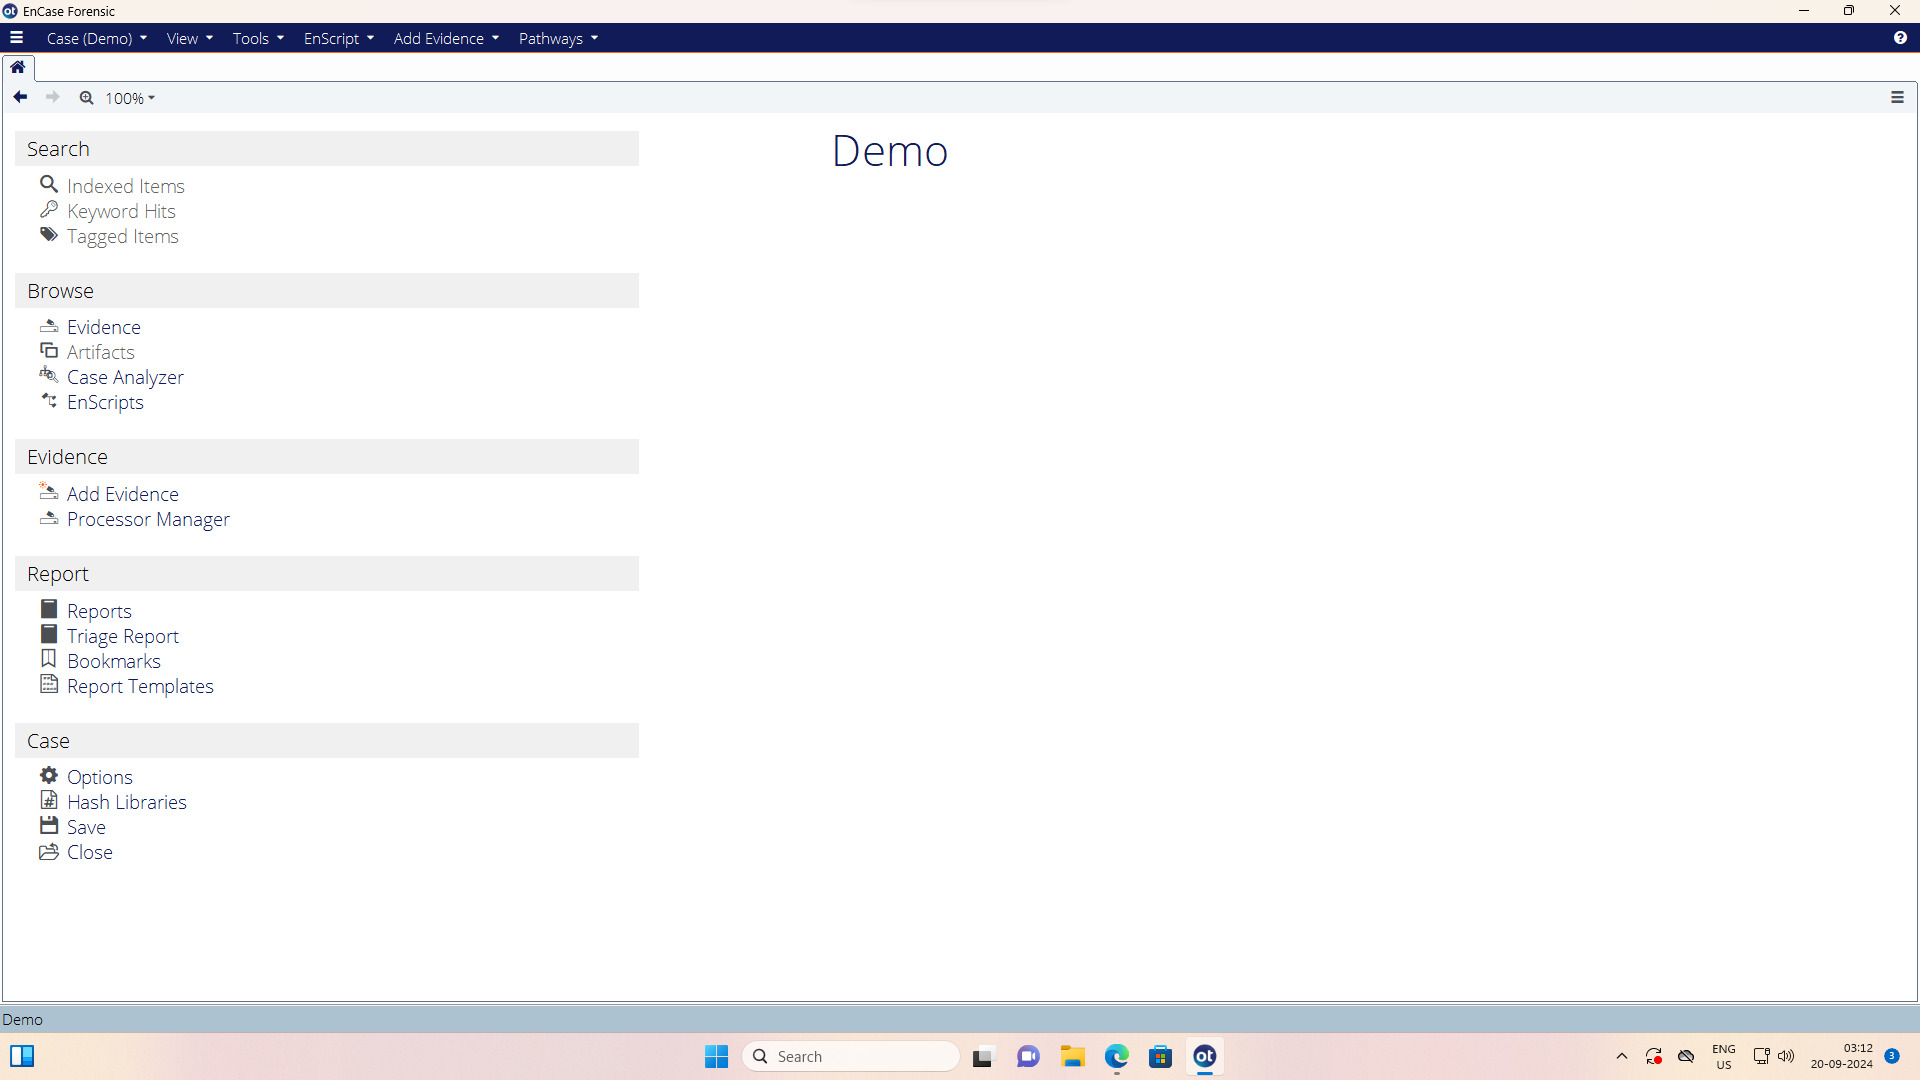 EnCase Forensic
Case (Demo) View Tools EnScript Add Evidence Pathways
100%
Search
Indexed Items
Keyword Hits
Tagged Items
Browse
Evidence
Artifacts
Case Analyzer
EnScripts
Evidence
Add Evidence
Processor Manager
Report
Reports
Triage Report
Bookmarks
Report Templates
Case
Options
Hash Libraries
Save
Close
Demo
Demo
Search
ot
ENG
US
03:12
20-09-2024
3